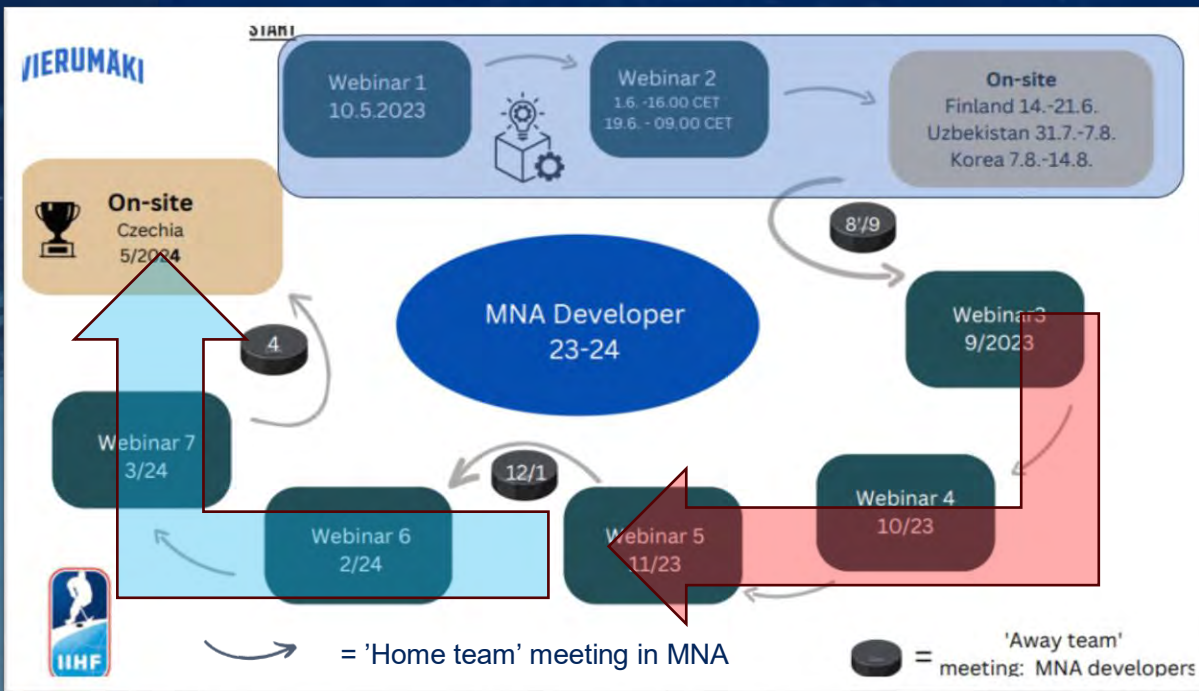 START
VIERUMÄKI
Webinar 1
10.5.2023
Webinar 2
1.6. -16.00 CET
19.6. - 09.00 CET
On-site
Finland 14.-21.6.
Uzbekistan 31.7.-7.8.
Korea 7.8.-14.8.
On-site
Czechia
5/2024
8'/9
MNA Developer
23-24
Webinar3
9/2023
4
Webinar 7
3/24
12/1
Webinar 6
2/24
Webinar 5
11/23
Webinar 4
10/23
IIHF
= 'Home team' meeting in MNA
= 'Away team'
meeting: MNA developers